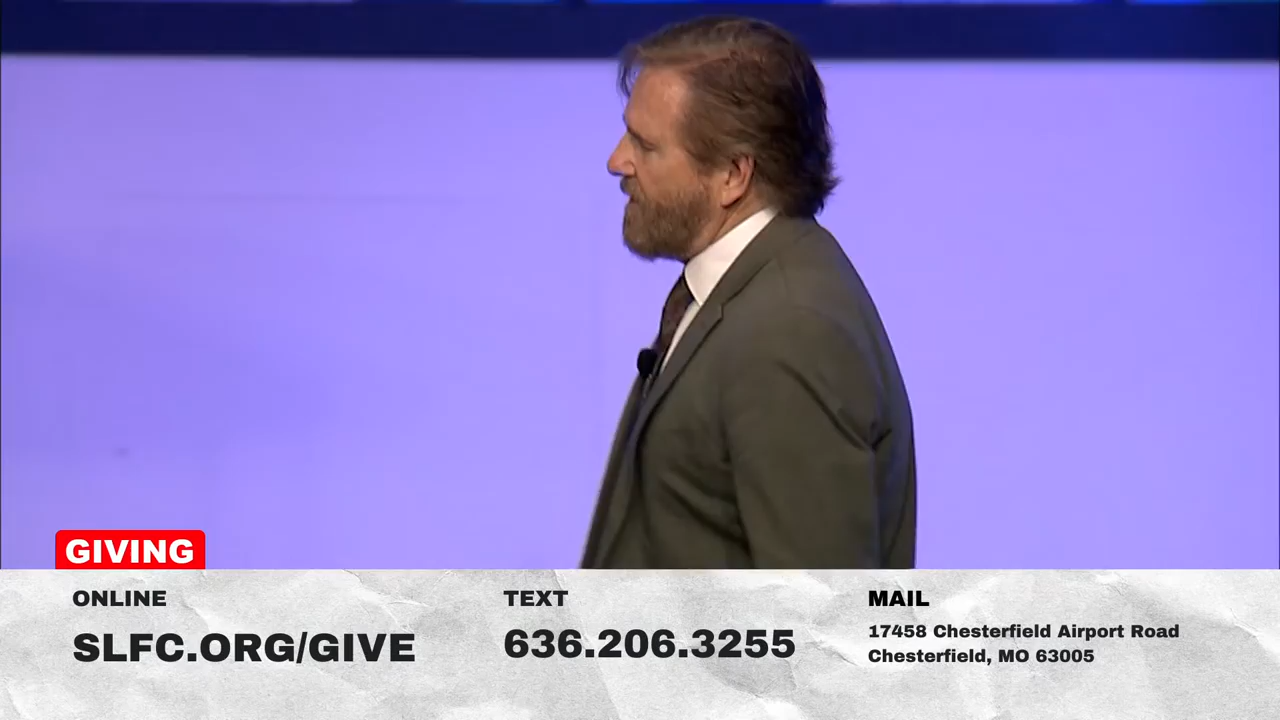 GIVING
ONLINE
SLFC.ORG/GIVE
TEXT
636.206.3255
MAIL
17458 Chesterfield Airport Road
Chesterfield, MO 63005